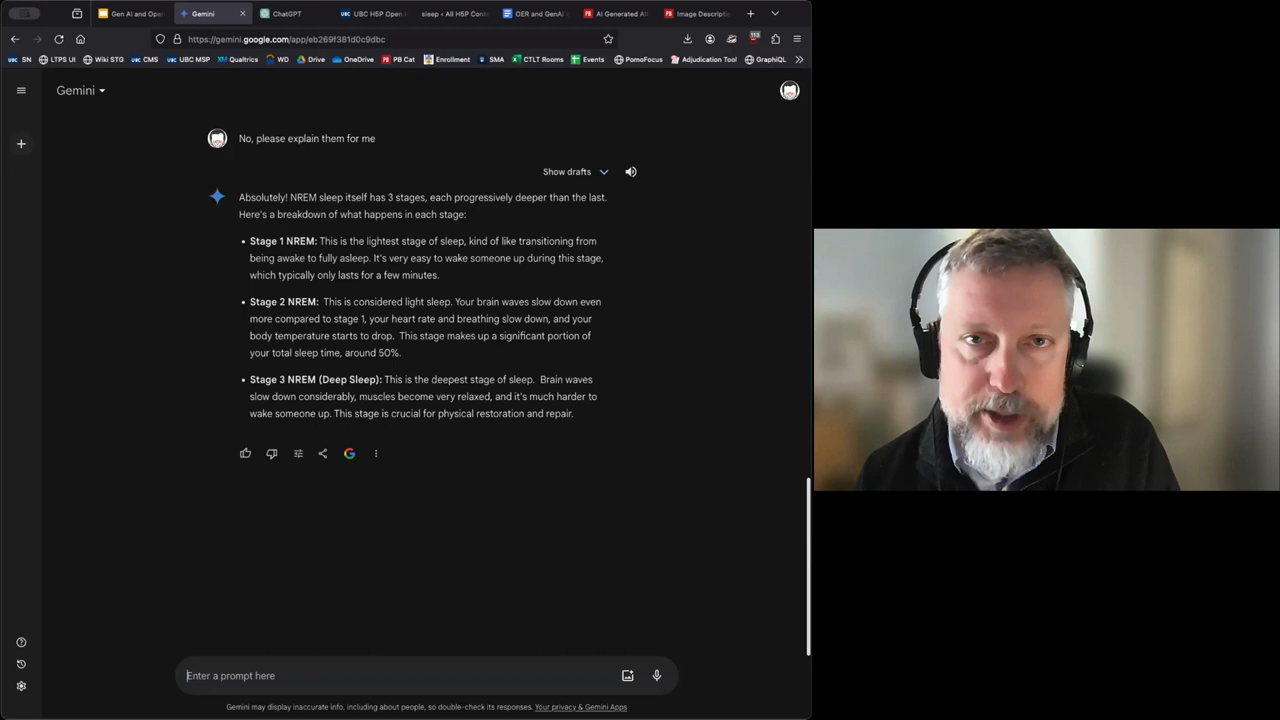 Gen AI and Open
Gemini
ChatGPT
UBC H5P Open H
sleep ‹ All H5P Conte
OER and GenAI W
AI Generated Alt
Image Descriptio
https://gemini.google.com/app/eb269f381d0c9dbc
113
UBC SN
LTPS UI
Wiki STG
UBC CMS
UBC MSP
Qualtrics
WD
Drive
OneDrive
PB Cat
Enrollment
SMA
CTLT Rooms
Events
PomoFocus
Adjudication Tool
GraphiQL
Gemini
No, please explain them for me
Show drafts
Absolutely! NREM sleep itself has 3 stages, each progressively deeper than the last.
Here's a breakdown of what happens in each stage:
• Stage 1 NREM: This is the lightest stage of sleep, kind of like transitioning from
being awake to fully asleep. It's very easy to wake someone up during this stage,
which typically only lasts for a few minutes.
• Stage 2 NREM: This is considered light sleep. Your brain waves slow down even
more compared to stage 1, your heart rate and breathing slow down, and your
body temperature starts to drop. This stage makes up a significant portion of
your total sleep time, around 50%.
• Stage 3 NREM (Deep Sleep): This is the deepest stage of sleep. Brain waves
slow down considerably, muscles become very relaxed, and it's much harder to
wake someone up. This stage is crucial for physical restoration and repair.
Enter a prompt here
Gemini may display inaccurate info, including about people, so double-check its responses. Your privacy & Gemini Apps